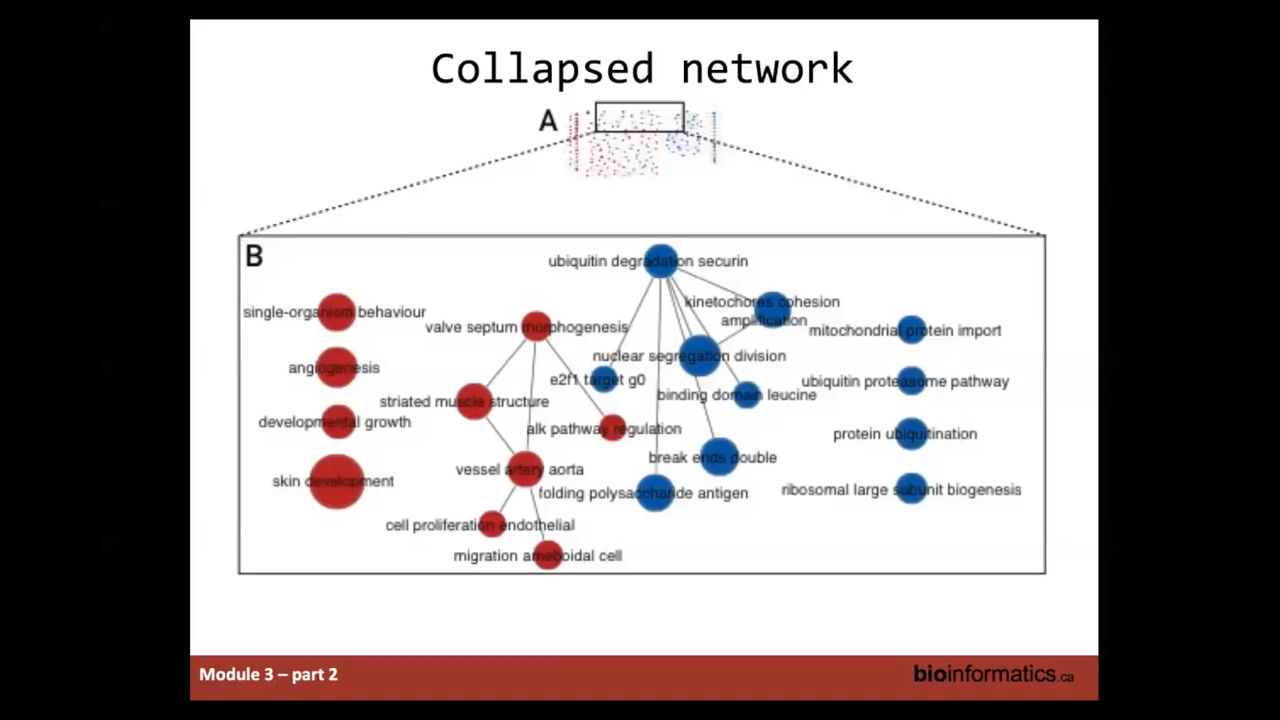 Collapsed network
A
B
ubiquitin degradation securin
kinetochores cohesion
amplification
single-organism behaviour
valve septum morphogenesis
mitochondrial protein import
nuclear segregation division
angiogenesis
e2f1 target g0
ubiquitin proteasome pathway
binding domain leucine
striated muscle structure
developmental growth
alk pathway regulation
protein ubiquitination
break ends double
vessel artery aorta
skin development
folding polysaccharide antigen
ribosomal large subunit biogenesis
cell proliferation endothelial
migration ameboidal cell
Module 3 – part 2
bioinformatics.ca